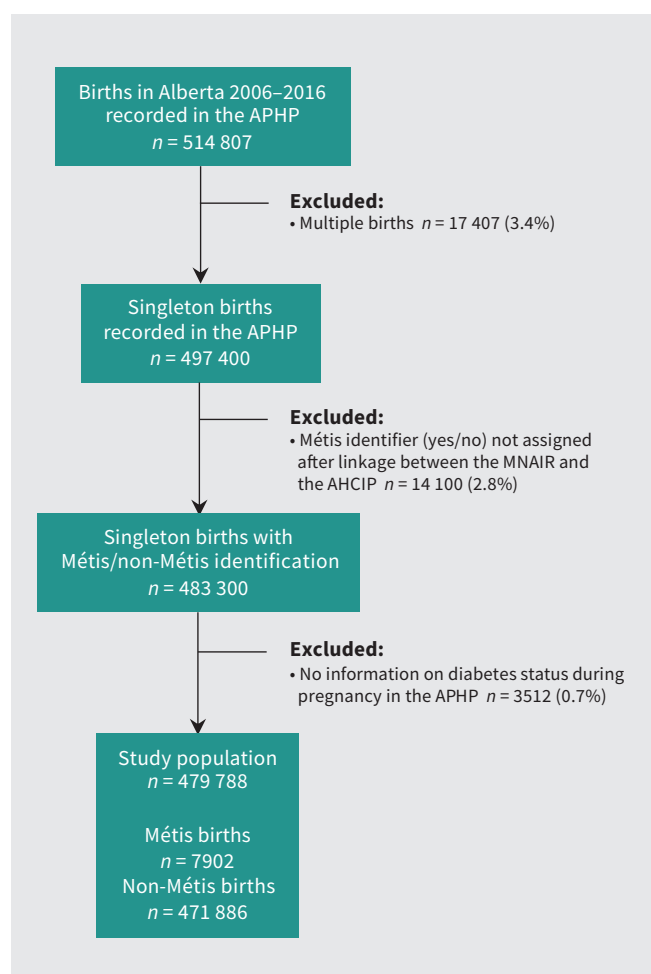 Births in Alberta 2006–2016
recorded in the APHP
n = 514 807
Excluded:
• Multiple births n = 17 407 (3.4%)
Singleton births
recorded in the APHP
n = 497 400
Excluded:
• Métis identifier (yes/no) not assigned
after linkage between the MNAIR and
the AHCIP n = 14 100 (2.8%)
Singleton births with
Métis/non-Métis identification
n = 483 300
Excluded:
• No information on diabetes status during
pregnancy in the APHP n = 3512 (0.7%)
Study population
n = 479 788
Métis births
n = 7902
Non-Métis births
n = 471 886